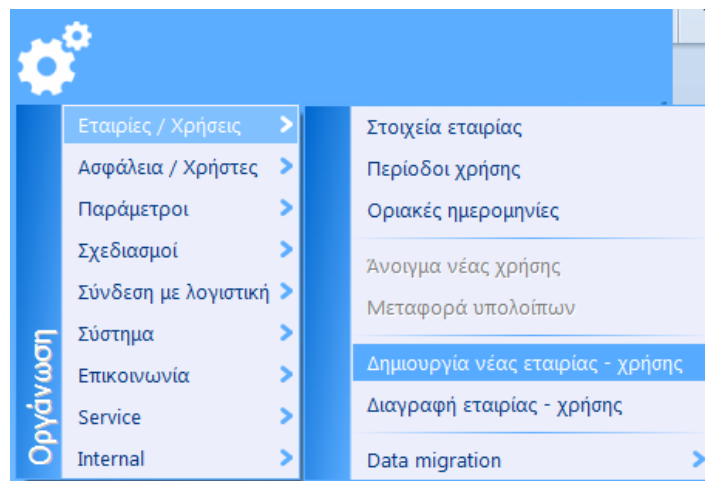 Οργάνωση
Εταιρίες / Χρήσεις
Ασφάλεια / Χρήστες
Παράμετροι
Σχεδιασμοί
Σύνδεση με λογιστική
Σύστημα
Επικοινωνία
Service
Internal
Στοιχεία εταιρίας
Περίοδοι χρήσης
Οριακές ημερομηνίες
Άνοιγμα νέας χρήσης
Μεταφορά υπολοίπων
Δημιουργία νέας εταιρίας - χρήσης
Διαγραφή εταιρίας - χρήσης
Data migration